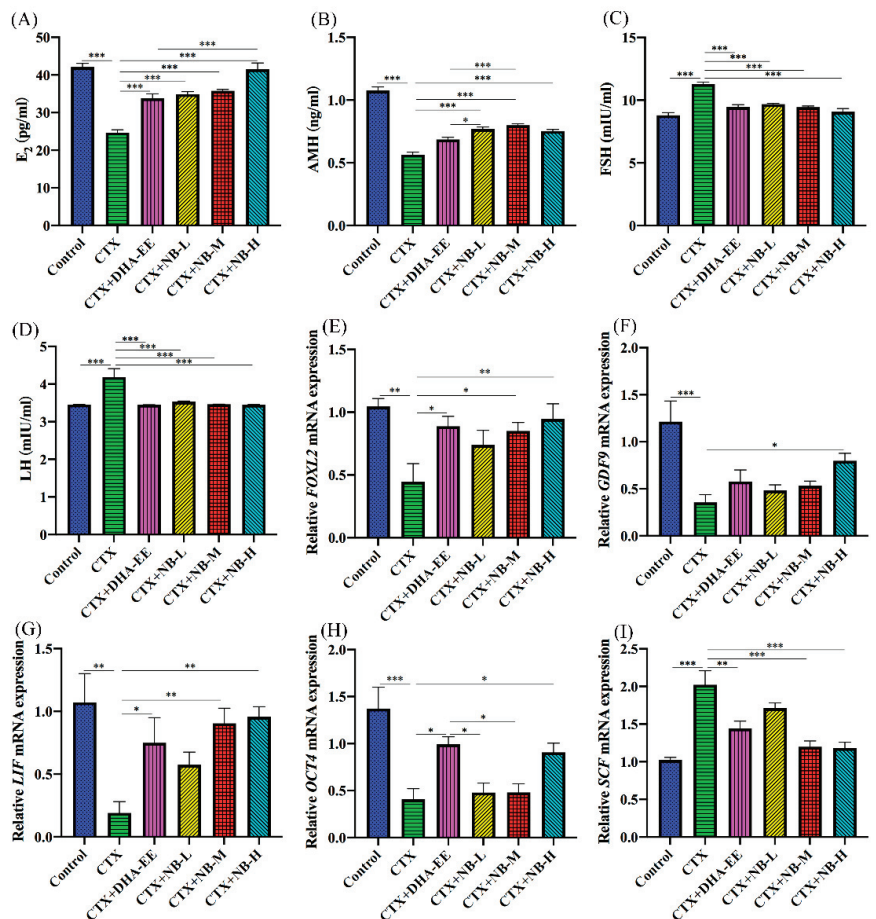 (A)
E2 (pg/ml)
50
40
30
20
10
0
***
***
***
***
***
***
Control
CTX
CTX+DHA-EE
CTX+NB-L
CTX+NB-M
CTX+NB-H
(B)
AMH (ng/ml)
1.5
1.0
0.5
0.0
***
***
***
***
***
*
Control
CTX
CTX+DHA-EE
CTX+NB-L
CTX+NB-M
CTX+NB-H
(C)
FSH (mIU/ml)
15
10
5
0
***
***
***
***
***
Control
CTX
CTX+DHA-EE
CTX+NB-L
CTX+NB-M
CTX+NB-H
(D)
LH (mIU/ml)
5
4
3
2
1
0
***
***
***
***
***
Control
CTX
CTX+DHA-EE
CTX+NB-L
CTX+NB-M
CTX+NB-H
(E)
Relative FOXL2 mRNA expression
1.5
1.0
0.5
0.0
**
**
*
*
Control
CTX
CTX+DHA-EE
CTX+NB-L
CTX+NB-M
CTX+NB-H
(F)
Relative GDF9 mRNA expression
2.0
1.5
1.0
0.5
0.0
***
*
Control
CTX
CTX+DHA-EE
CTX+NB-L
CTX+NB-M
CTX+NB-H
(G)
Relative LIF mRNA expression
1.5
1.0
0.5
0.0
**
**
**
*
Control
CTX
CTX+DHA-EE
CTX+NB-L
CTX+NB-M
CTX+NB-H
(H)
Relative OCT4 mRNA expression
2.0
1.5
1.0
0.5
0.0
***
*
*
*
*
Control
CTX
CTX+DHA-EE
CTX+NB-L
CTX+NB-M
CTX+NB-H
(I)
Relative SCF mRNA expression
2.5
2.0
1.5
1.0
0.5
0.0
***
***
***
**
Control
CTX
CTX+DHA-EE
CTX+NB-L
CTX+NB-M
CTX+NB-H